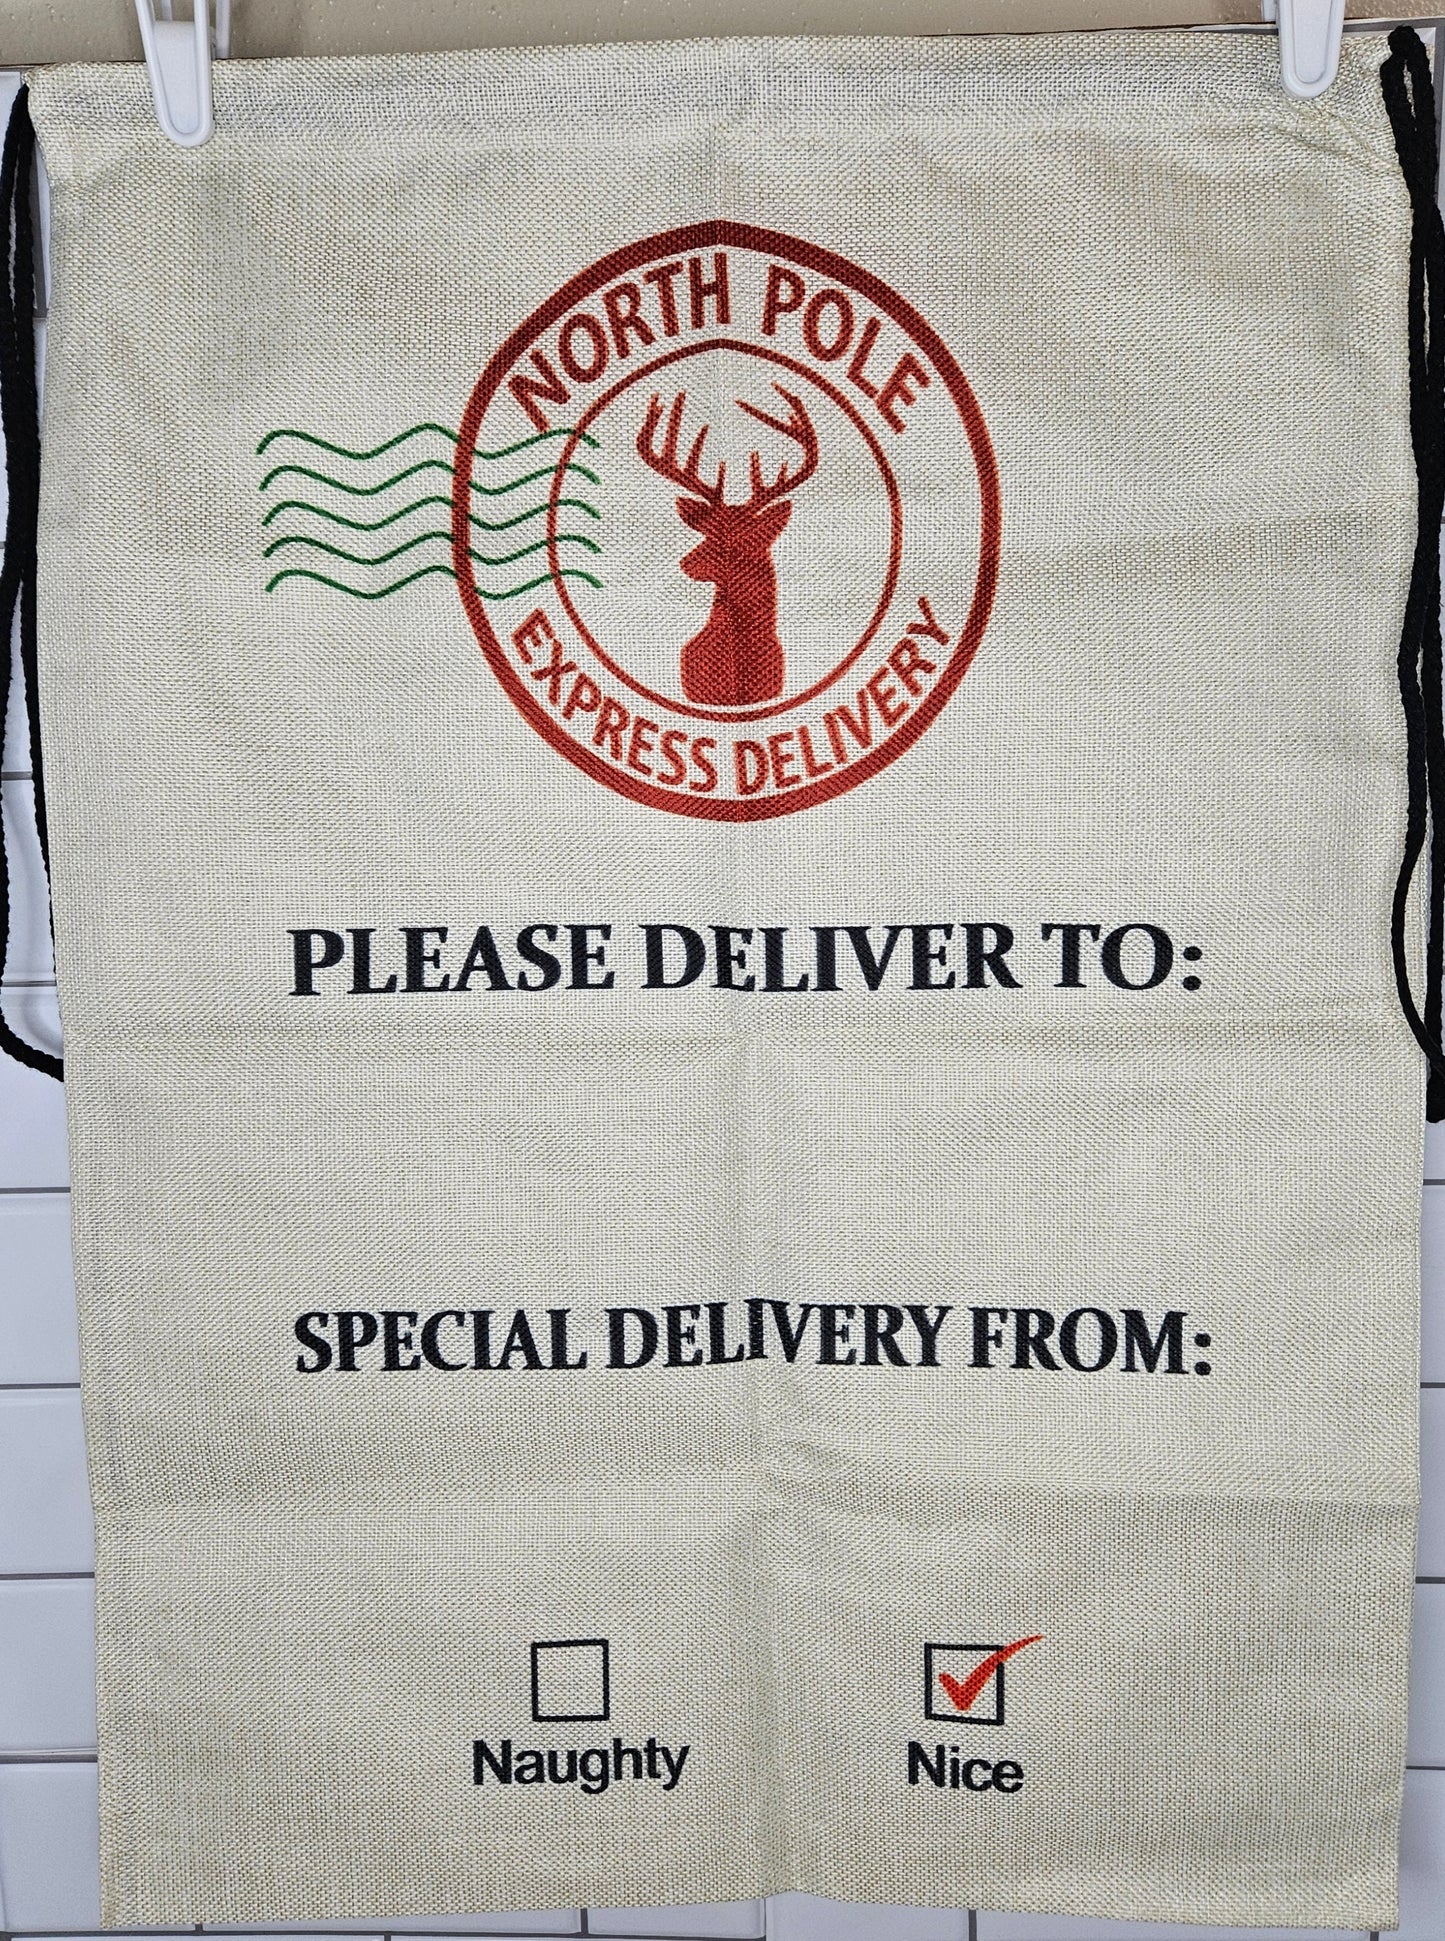 NORTH POLE
EXPRESS DELIVERY
PLEASE DELIVER TO:
SPECIAL DELIVERY FROM:
Naughty Nice